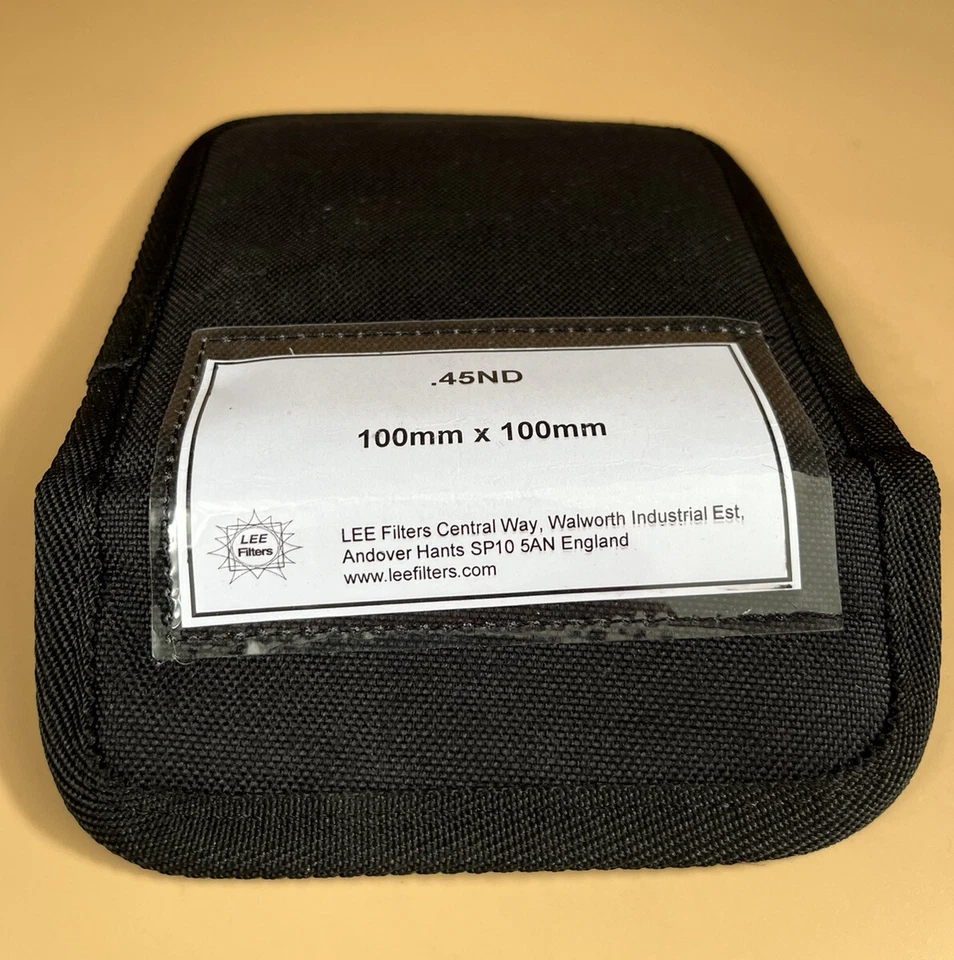 .45ND
100mm x 100mm
LEE
Filters
LEE Filters Central Way, Walworth Industrial Est,
Andover Hants SP10 5AN England
www.leefilters.com